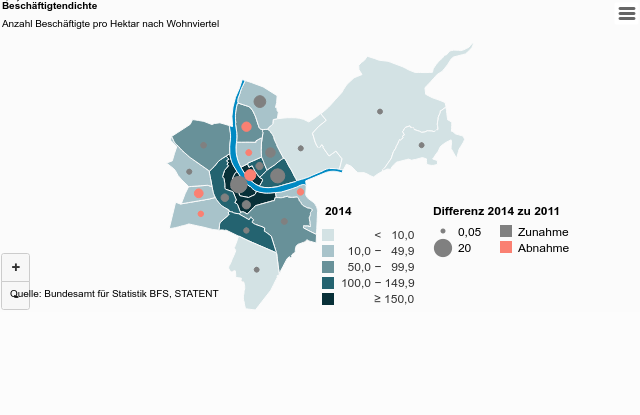 Beschäftigtendichte
Anzahl Beschäftigte pro Hektar nach Wohnviertel
2014
< 10,0
10,0 – 49,9
50,0 – 99,9
100,0 – 149,9
≥ 150,0
Differenz 2014 zu 2011
0,05
Zunahme
20
Abnahme
+
-
Quelle: Bundesamt für Statistik BFS, STATENT